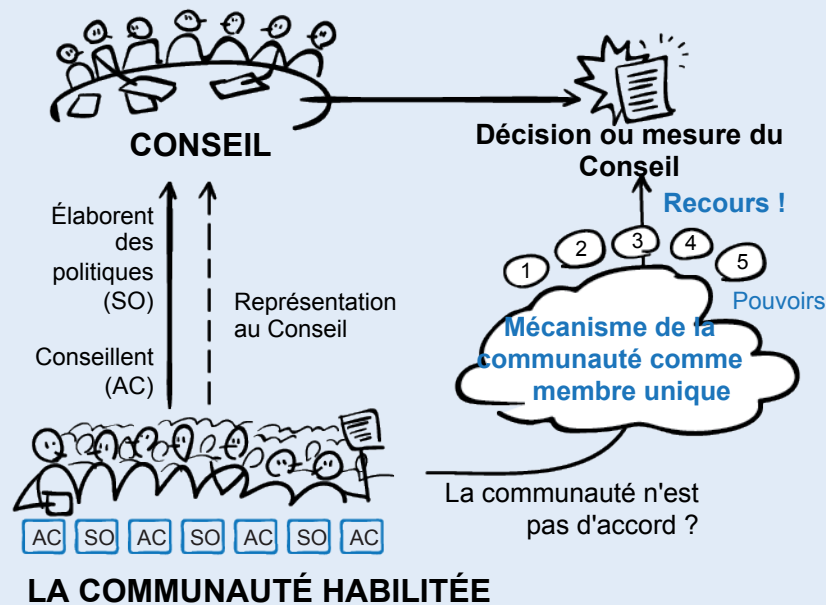 CONSEIL
Décision ou mesure du
Conseil
Recours !
Élaborent
des
politiques
(SO)
Conseillent
(AC)
Représentation
au Conseil
1
2
3
4
5
Pouvoirs
Mécanisme de la
communauté comme
membre unique
La communauté n'est
pas d'accord ?
AC SO AC SO AC SO AC
LA COMMUNAUTÉ HABILITÉE